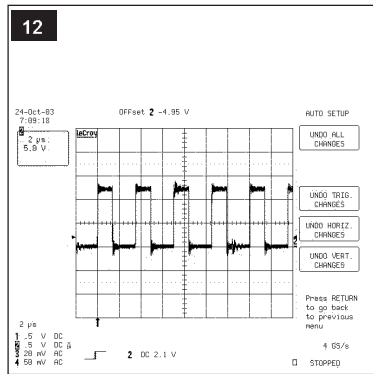 12
24-Oct-03
7:09:18
Offset 2 -4.95 V
AUTO SETUP
2
2 µs
5.0 V
LeCroy
UNDO ALL
CHANGES
UNDO TRIG.
CHANGES
UNDO HORIZ.
CHANGES
UNDO VERT.
CHANGES
Press RETURN
to go back
to previous
menu
2 µs
1 .5 V DC
2 .5 V DC
3 20 mV AC
4 50 mV AC
2 DC 2.1 V
4 GS/s
STOPPED